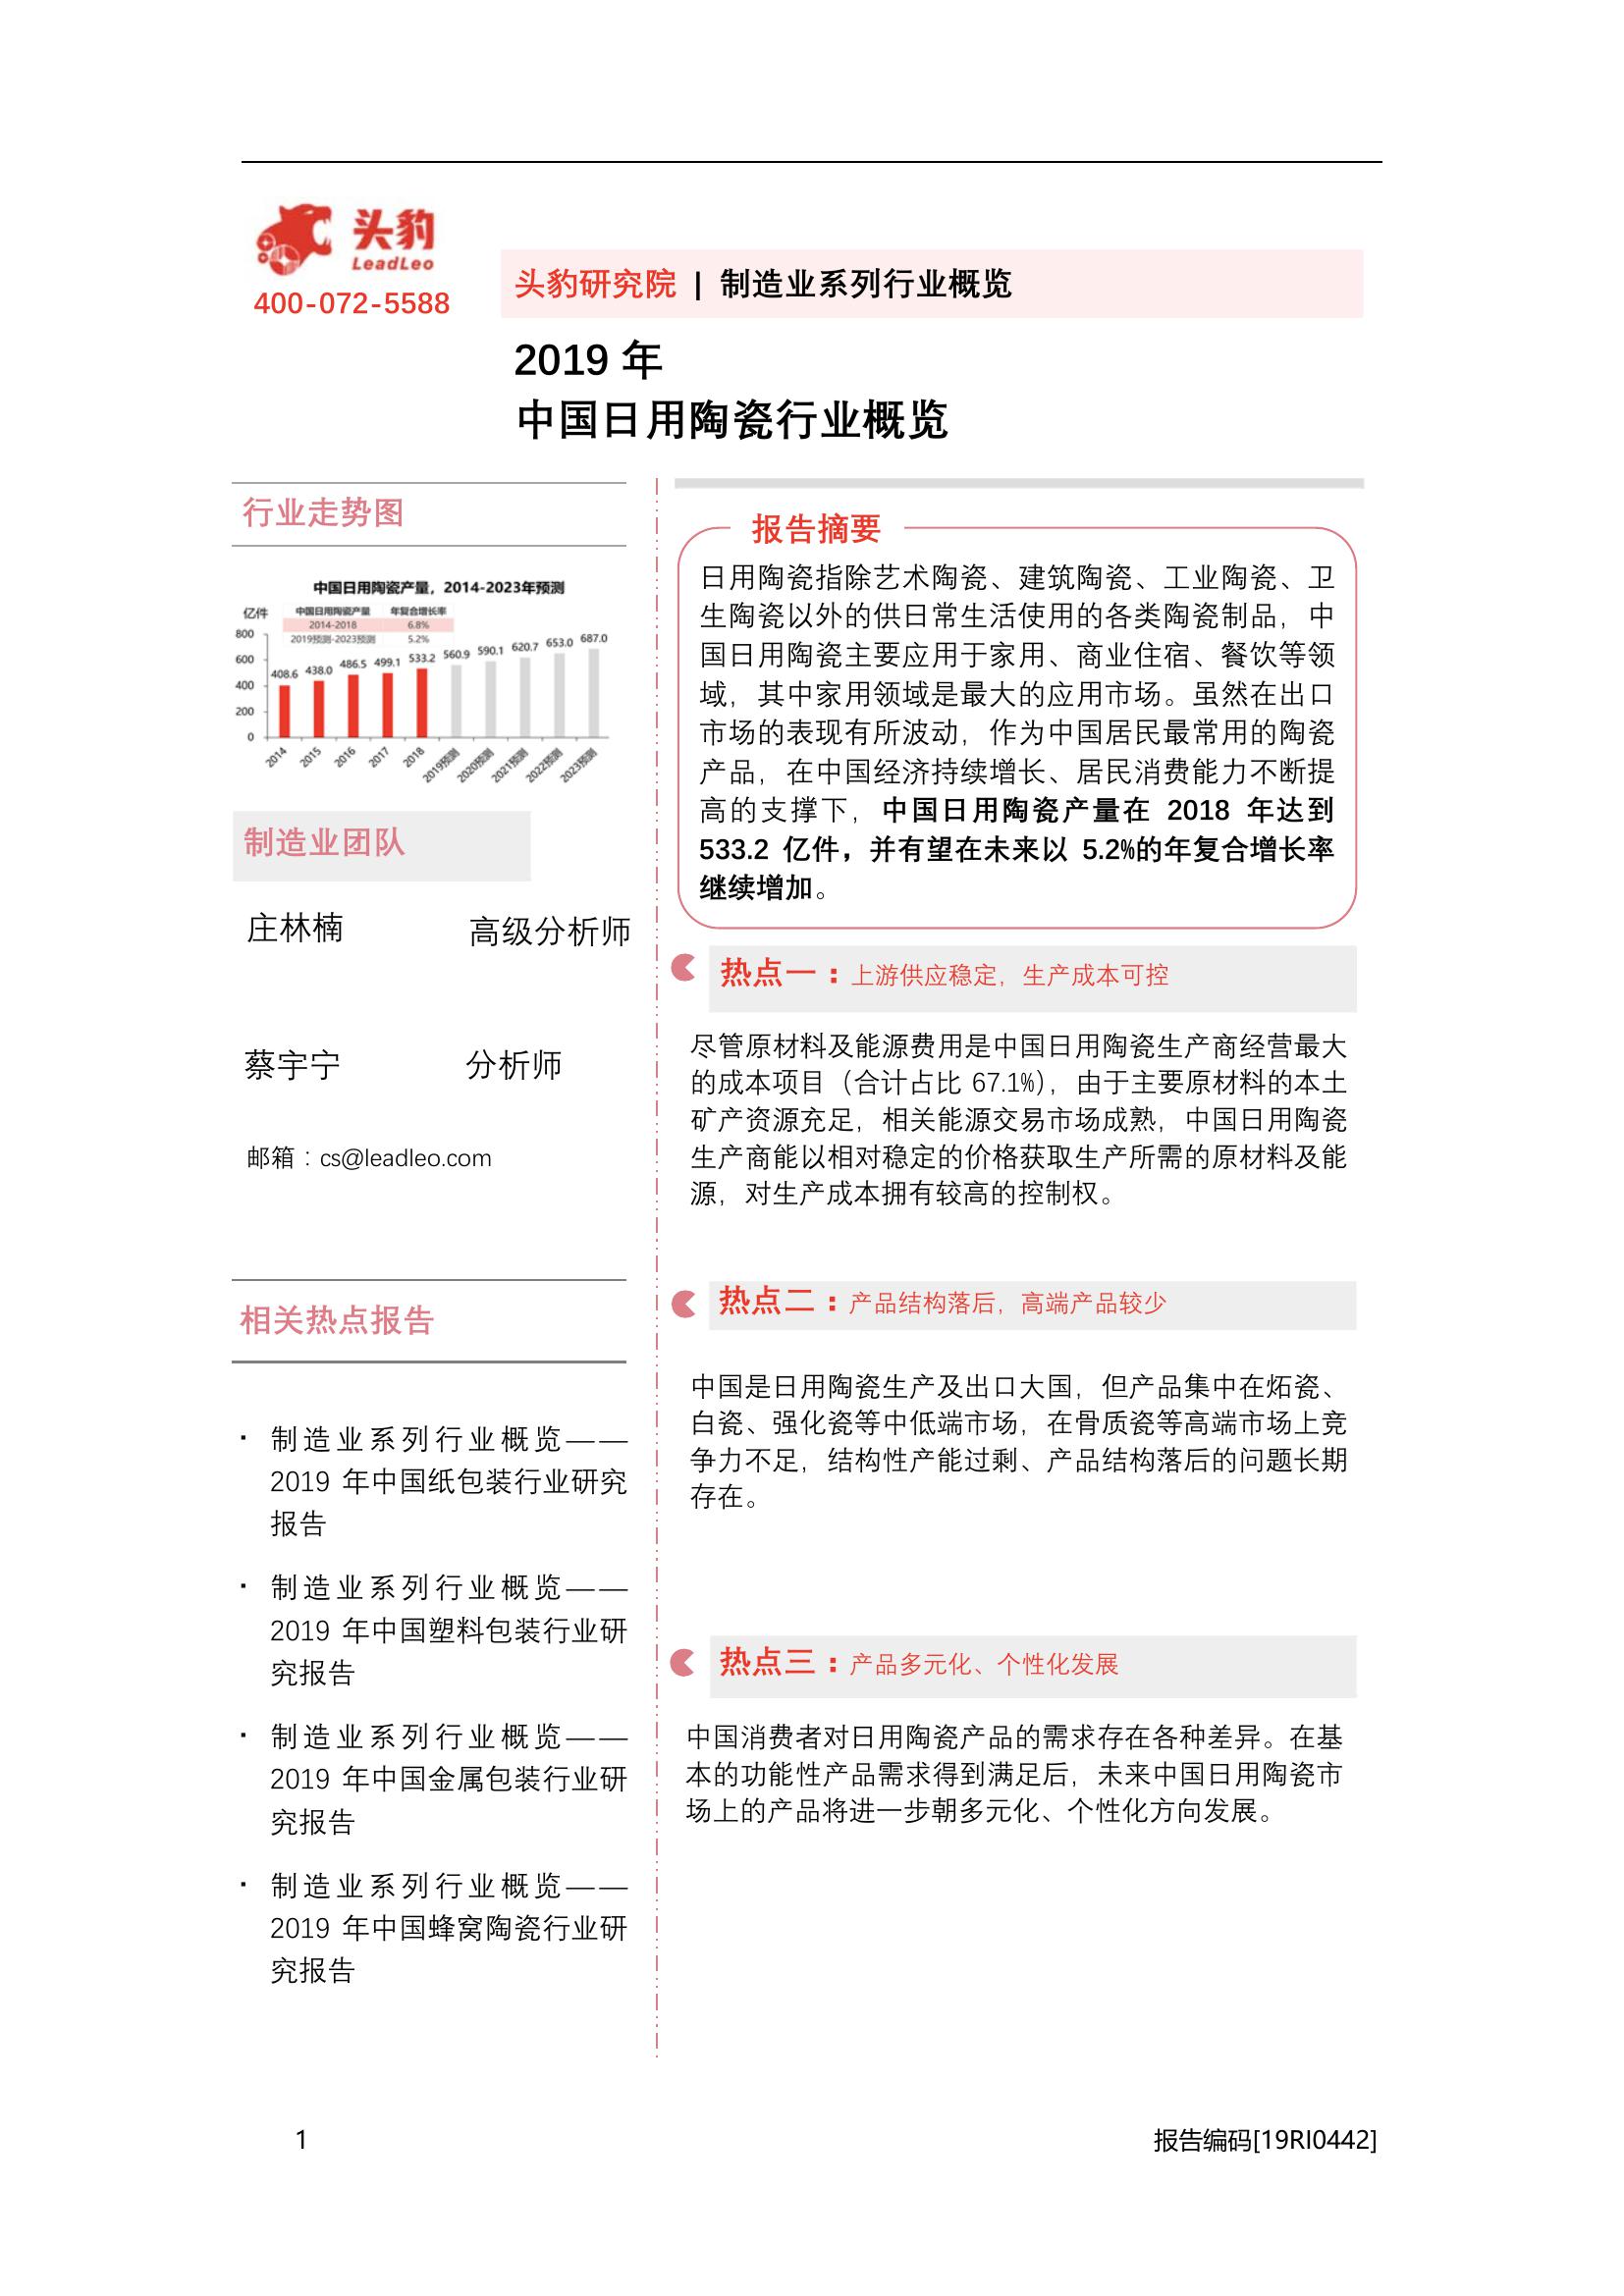 头豹
LeadLeo
400-072-5588
头豹研究院 | 制造业系列行业概览
2019 年
中国日用陶瓷行业概览
行业走势图
中国日用陶瓷产量，2014-2023年预测
亿件
中国日用陶瓷产量 年复合增长率
2014-2018 6.8%
2019预测-2023预测 5.2%
800
600
400
200
0
408.6 438.0 486.5 499.1 533.2 560.9 590.1 620.7 653.0 687.0
2014 2015 2016 2017 2018 2019预测 2020预测 2021预测 2022预测 2023预测
制造业团队
庄林楠 高级分析师
蔡宇宁 分析师
邮箱：cs@leadleo.com
相关热点报告
· 制造业系列行业概览——
2019 年中国纸包装行业研究
报告
· 制造业系列行业概览——
2019 年中国塑料包装行业研
究报告
· 制造业系列行业概览——
2019 年中国金属包装行业研
究报告
· 制造业系列行业概览——
2019 年中国蜂窝陶瓷行业研
究报告
报告摘要
日用陶瓷指除艺术陶瓷、建筑陶瓷、工业陶瓷、卫
生陶瓷以外的供日常生活使用的各类陶瓷制品，中
国日用陶瓷主要应用于家用、商业住宿、餐饮等领
域，其中家用领域是最大的应用市场。虽然在出口
市场的表现有所波动，作为中国居民最常用的陶瓷
产品，在中国经济持续增长、居民消费能力不断提
高的支撑下，中国日用陶瓷产量在 2018 年达到
533.2 亿件，并有望在未来以 5.2%的年复合增长率
继续增加。
热点一：上游供应稳定，生产成本可控
尽管原材料及能源费用是中国日用陶瓷生产商经营最大
的成本项目（合计占比 67.1%），由于主要原材料的本土
矿产资源充足，相关能源交易市场成熟，中国日用陶瓷
生产商能以相对稳定的价格获取生产所需的原材料及能
源，对生产成本拥有较高的控制权。
热点二：产品结构落后，高端产品较少
中国是日用陶瓷生产及出口大国，但产品集中在炻瓷、
白瓷、强化瓷等中低端市场，在骨质瓷等高端市场上竞
争力不足，结构性产能过剩、产品结构落后的问题长期
存在。
热点三：产品多元化、个性化发展
中国消费者对日用陶瓷产品的需求存在各种差异。在基
本的功能性产品需求得到满足后，未来中国日用陶瓷市
场上的产品将进一步朝多元化、个性化方向发展。
1
报告编码[19RI0442]